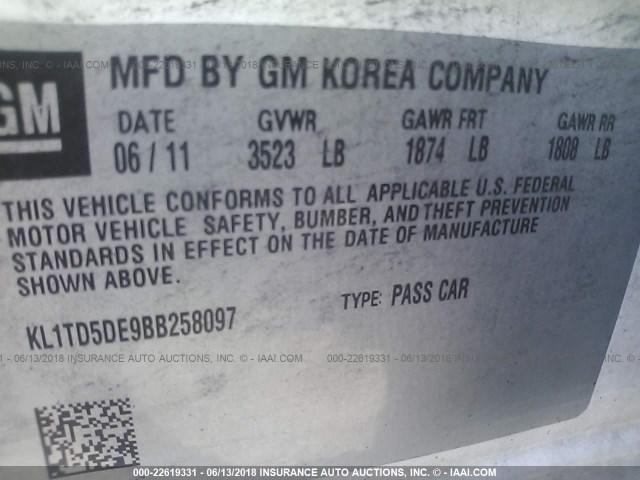 GM
MFD BY GM KOREA COMPANY
DATE GVWR GAWR FRT GAWR RR
06 / 11 3523 LB 1874 LB 1808 LB
THIS VEHICLE CONFORMS TO ALL APPLICABLE U.S. FEDERAL
MOTOR VEHICLE SAFETY, BUMBER, AND THEFT PREVENTION
STANDARDS IN EFFECT ON THE DATE OF MANUFACTURE
SHOWN ABOVE.
KL1TD5DE9BB258097 TYPE: PASS CAR
000-22619331 - 06/13/2018 INSURANCE AUTO AUCTIONS © - IAAI.COM